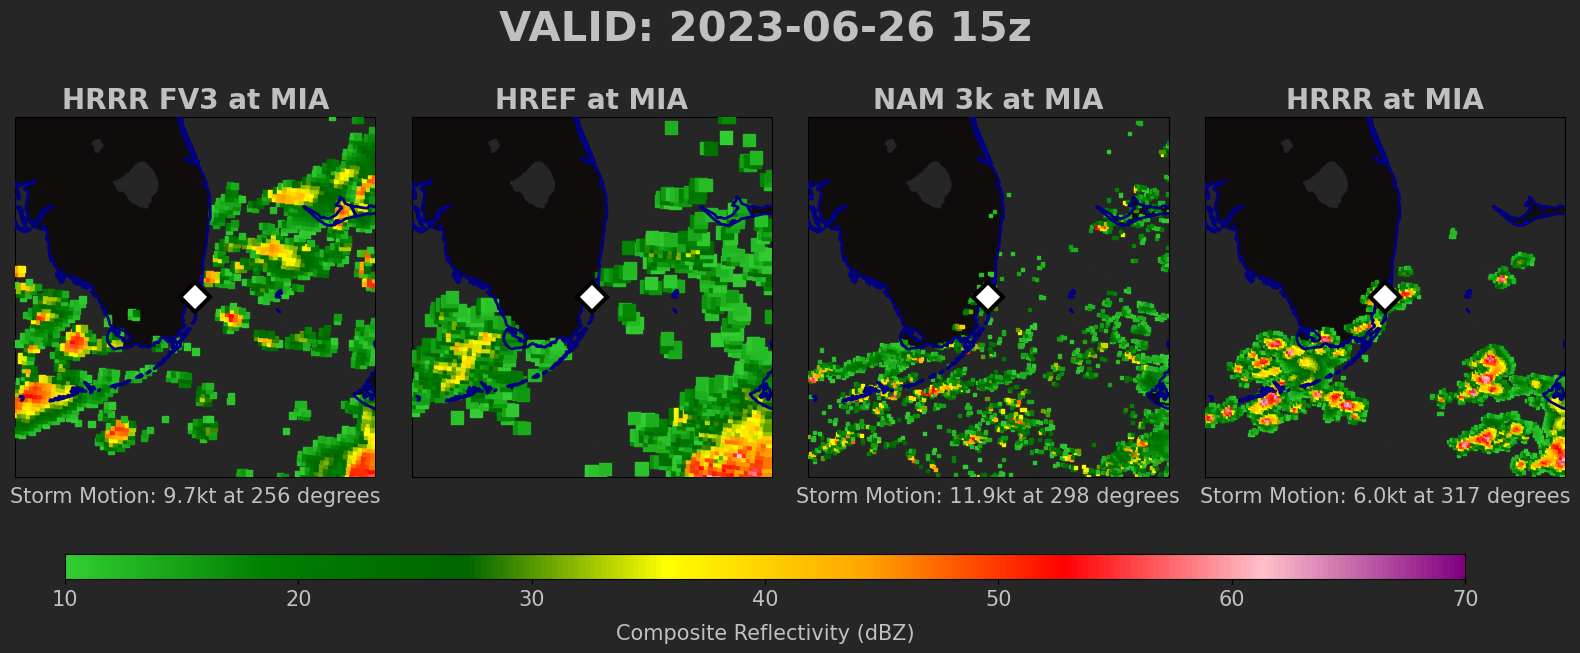 VALID: 2023-06-26 15z
HRRR FV3 at MIA
HREF at MIA
NAM 3k at MIA
HRRR at MIA
Storm Motion: 9.7kt at 256 degrees
Storm Motion: 11.9kt at 298 degrees
Storm Motion: 6.0kt at 317 degrees
10 20 30 40 50 60 70
Composite Reflectivity (dBZ)